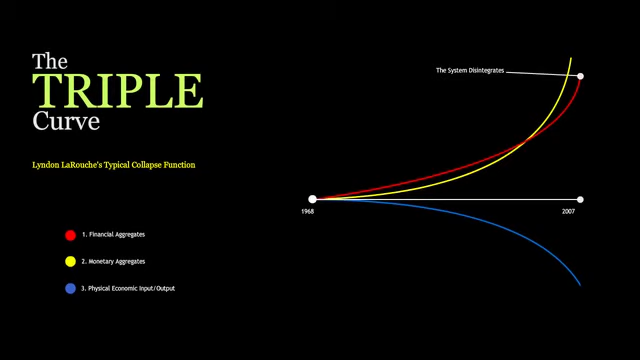 The
TRIPLE
Curve
Lyndon LaRouche's Typical Collapse Function
1. Financial Aggregates
2. Monetary Aggregates
3. Physical Economic Input/Output
The System Disintegrates
1968
2007